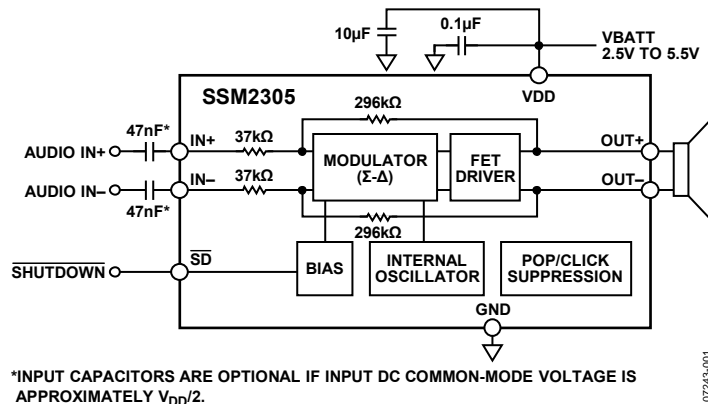 10µF
0.1µF
VBATT
2.5V TO 5.5V
SSM2305
VDD
296kΩ
47nF*
IN+
37kΩ
OUT+
AUDIO IN+
MODULATOR
(Σ-Δ)
FET
DRIVER
AUDIO IN–
IN–
37kΩ
OUT–
47nF*
296kΩ
SHUTDOWN
SD
BIAS
INTERNAL
OSCILLATOR
POP/CLICK
SUPPRESSION
GND
*INPUT CAPACITORS ARE OPTIONAL IF INPUT DC COMMON-MODE VOLTAGE IS
APPROXIMATELY VDD/2.
07243-001